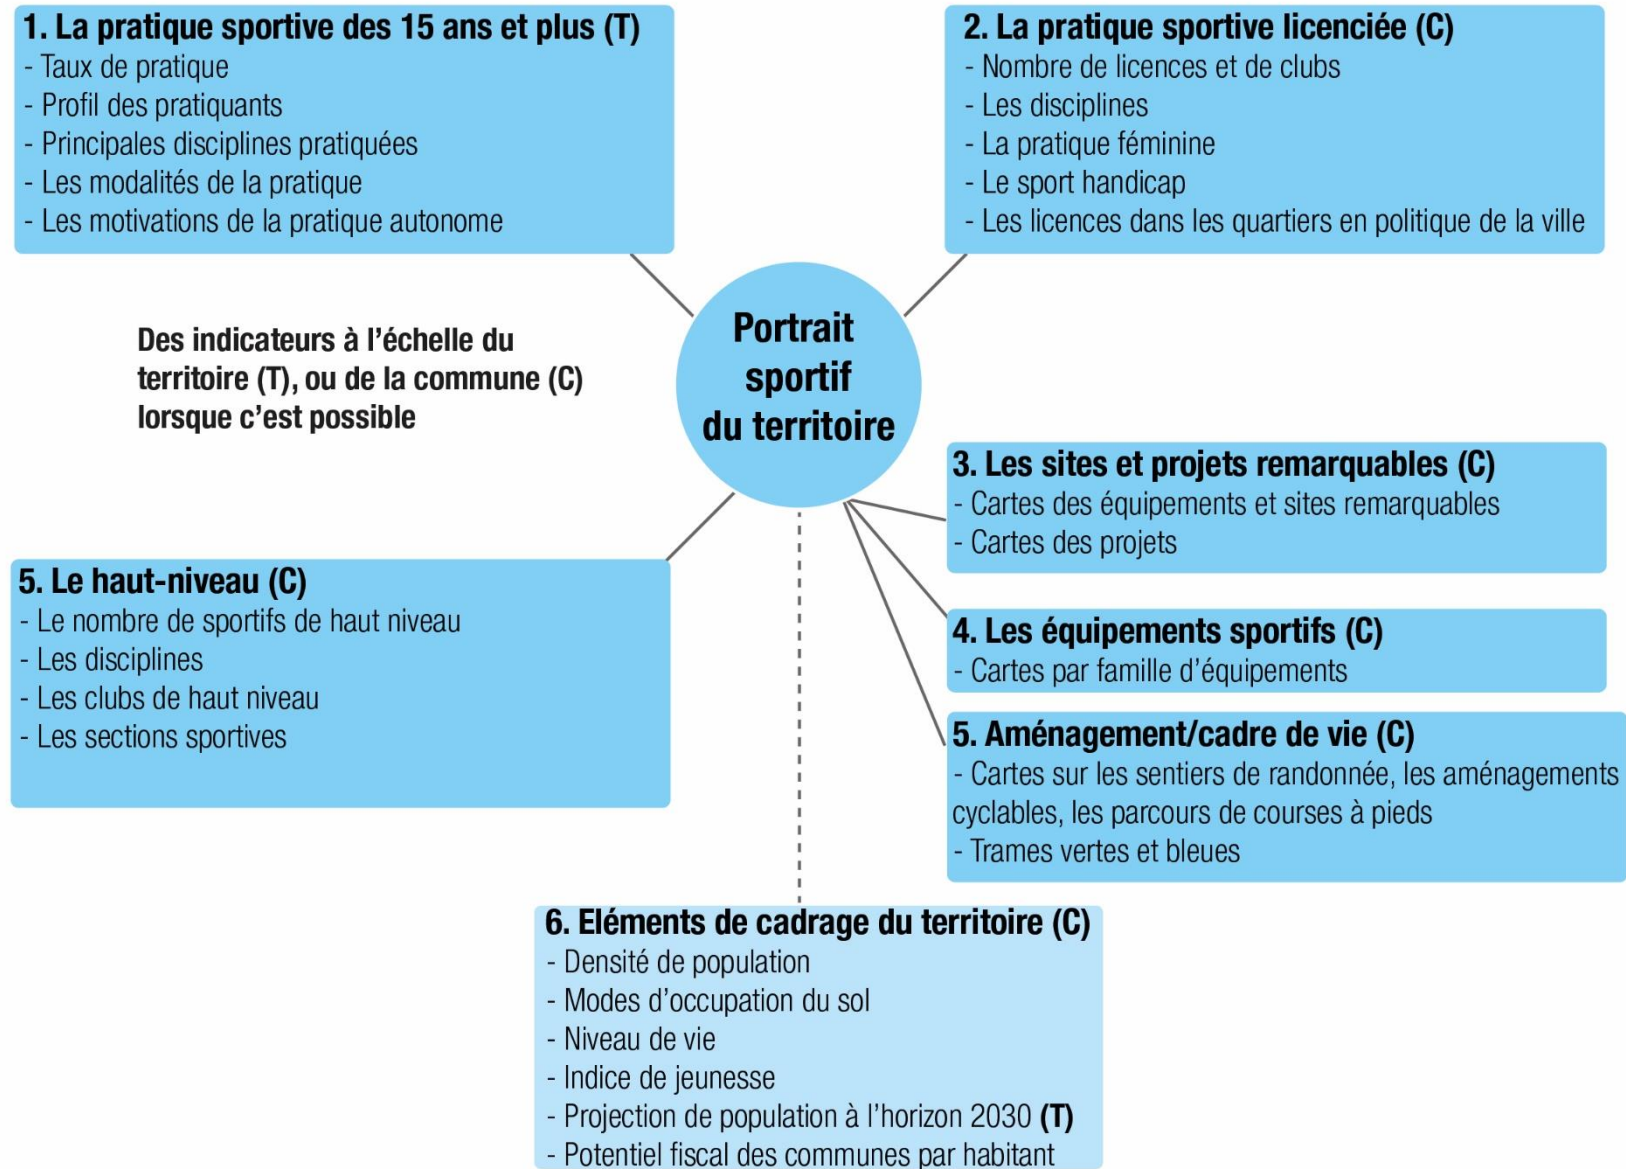 1. La pratique sportive des 15 ans et plus (T)
- Taux de pratique
- Profil des pratiquants
- Principales disciplines pratiquées
- Les modalités de la pratique
- Les motivations de la pratique autonome
2. La pratique sportive licenciée (C)
- Nombre de licences et de clubs
- Les disciplines
- La pratique féminine
- Le sport handicap
- Les licences dans les quartiers en politique de la ville
Des indicateurs à l’échelle du
territoire (T), ou de la commune (C)
lorsque c’est possible
Portrait
sportif
du territoire
3. Les sites et projets remarquables (C)
- Cartes des équipements et sites remarquables
- Cartes des projets
4. Les équipements sportifs (C)
- Cartes par famille d’équipements
5. Aménagement/cadre de vie (C)
- Cartes sur les sentiers de randonnée, les aménagements
cyclables, les parcours de courses à pieds
- Trames vertes et bleues
5. Le haut-niveau (C)
- Le nombre de sportifs de haut niveau
- Les disciplines
- Les clubs de haut niveau
- Les sections sportives
6. Eléments de cadrage du territoire (C)
- Densité de population
- Modes d’occupation du sol
- Niveau de vie
- Indice de jeunesse
- Projection de population à l’horizon 2030 (T)
- Potentiel fiscal des communes par habitant